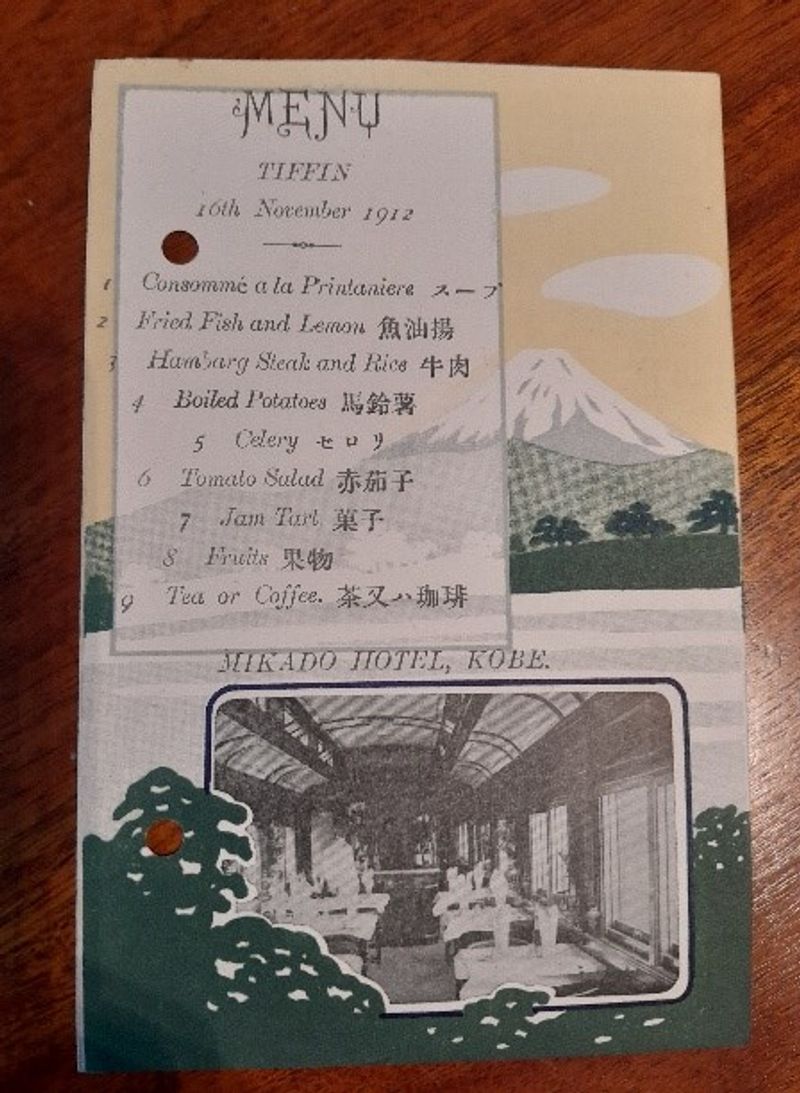 MENU
TIFFIN
16th November 1912
1 Consommé a la Printaniere スープ
2 Fried Fish and Lemon 魚油揚
3 Hambarg Steak and Rice 牛肉
4 Boiled Potatoes 馬鈴薯
5 Celery セロリ
6 Tomato Salad 赤茄子
7 Jam Tart 菓子
8 Fruits 果物
9 Tea or Coffee. 茶又ハ珈琲
MIKADO HOTEL, KOBE.